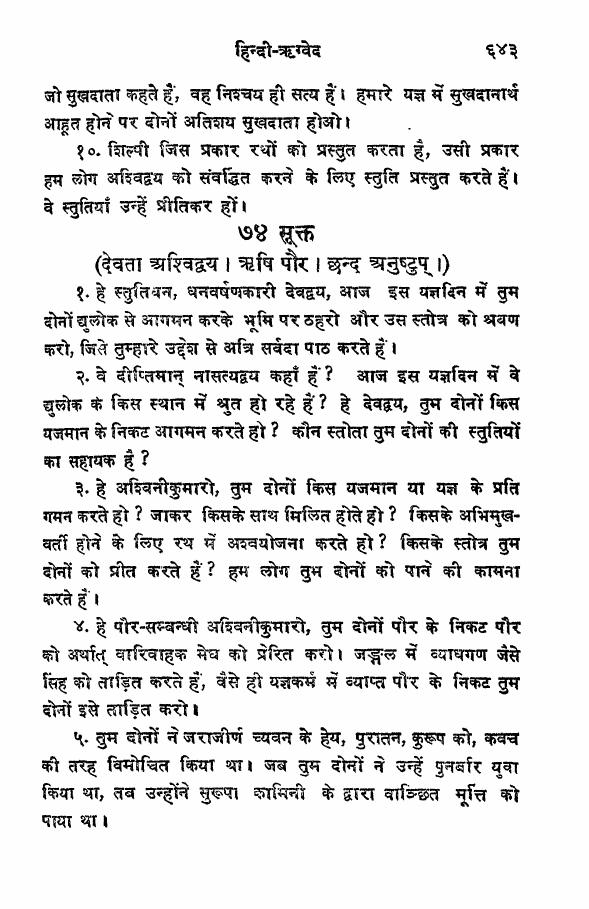 हिन्दी-ऋग्वेद ६४३
जो सुखदाता कहते हैं, वह निश्चय ही सत्य हैं। हमारे यज्ञ में सुखदानार्थ
आहूत होने पर दोनों अतिशय सुखदाता होओ।
१०. शिल्पी जिस प्रकार रथों को प्रस्तुत करता है, उसी प्रकार
हम लोग अश्विद्वय को संवर्द्धित करने के लिए स्तुति प्रस्तुत करते हैं।
वे स्तुतियाँ उन्हें प्रीतिकर हों।
७४ सूक्त
(देवता अश्विद्वय। ऋषि पौर। छन्द अनुष्टुप्।)
१. हे स्तुतिधन, धनवर्षणकारी देवद्वय, आज इस यज्ञदिन में तुम
दोनों द्युलोक से आगमन करके भूमि पर ठहरो और उस स्तोत्र को श्रवण
करो, जिसे तुम्हारे उद्देश से अत्रि सर्वदा पाठ करते हैं।
२. वे दीप्तिमान् नासत्यद्वय कहाँ हैं? आज इस यज्ञदिन में वे
द्युलोक के किस स्थान में श्रुत हो रहे हैं? हे देवद्वय, तुम दोनों किस
यजमान के निकट आगमन करते हो? कौन स्तोता तुम दोनों की स्तुतियों
का सहायक है?
३. हे अश्विनीकुमारो, तुम दोनों किस यजमान या यज्ञ के प्रति
गमन करते हो? जाकर किसके साथ मिलित होते हो? किसके अभिमुख-
वर्ती होने के लिए रथ में अश्वयोजना करते हो? किसके स्तोत्र तुम
दोनों को प्रीत करते हैं? हम लोग तुम दोनों को पाने की कामना
करते हैं।
४. हे पौर-सम्बन्धी अश्विनीकुमारो, तुम दोनों पौर के निकट पौर
को अर्थात् वारिवाहक मेघ को प्रेरित करो। जङ्गल में व्याधगण जैसे
सिंह को ताड़ित करते हैं, वैसे ही यज्ञकर्म में व्याप्त पौर के निकट तुम
दोनों इसे ताड़ित करो।
५. तुम दोनों ने जराजीर्ण च्यवन के हेय, पुरातन, कुरूप को, कवच
की तरह विमोचित किया था। जब तुम दोनों ने उन्हें पुनर्बार युवा
किया था, तब उन्होंने सुरूपा कामिनी के द्वारा वाञ्छित मूर्त्ति को
पाया था।